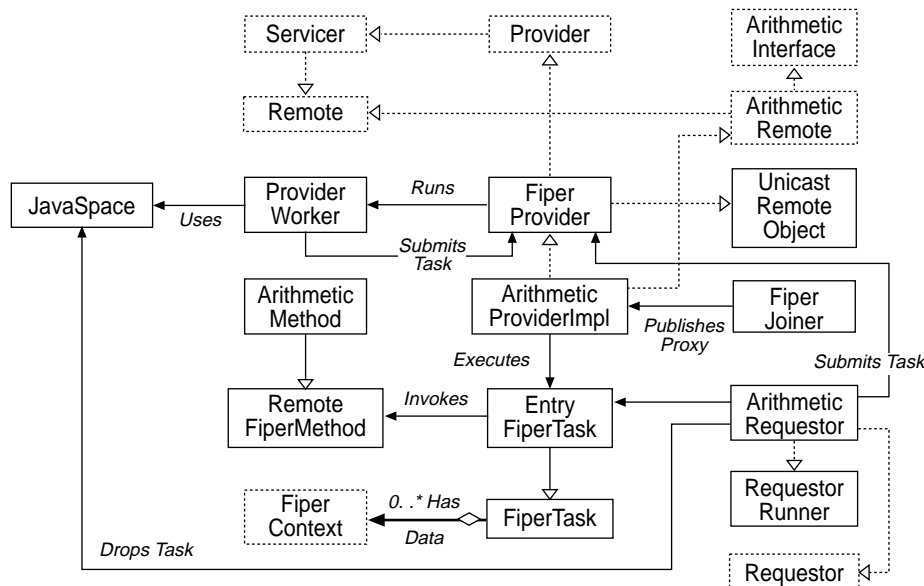 Servicer
Provider
Arithmetic
Interface
Remote
Arithmetic
Remote
JavaSpace
Uses
Provider
Worker
Runs
Submits
Task
Fiper
Provider
Unicast
Remote
Object
Arithmetic
Method
Arithmetic
ProviderImpl
Publishes
Proxy
Fiper
Joiner
Submits Task
Executes
Remote
FiperMethod
Invokes
Entry
FiperTask
Arithmetic
Requestor
Fiper
Context
0. .* Has
Data
FiperTask
Requestor
Runner
Drops Task
Requestor